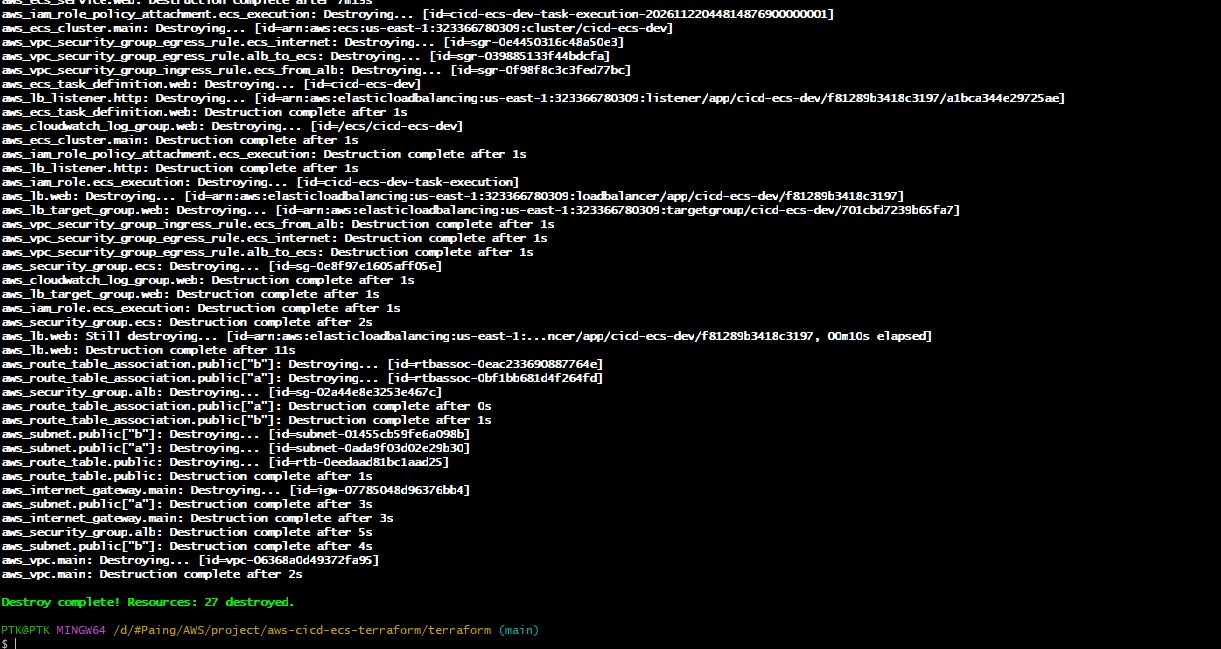 aws_ecs_service.web: Destruction complete after 7m19s
aws_iam_role_policy_attachment.ecs_execution: Destroying... [id=cicd-ecs-dev-task-execution-20261122044814876900000001]
aws_ecs_cluster.main: Destroying... [id=arn:aws:ecs:us-east-1:323366780309:cluster/cicd-ecs-dev]
aws_vpc_security_group_egress_rule.ecs_internet: Destroying... [id=sgr-0e4450316c48a50e3]
aws_vpc_security_group_egress_rule.alb_to_ecs: Destroying... [id=sgr-039885133f44bdcfa]
aws_vpc_security_group_ingress_rule.ecs_from_alb: Destroying... [id=sgr-0f98f8c3c3fed77bc]
aws_ecs_task_definition.web: Destroying... [id=cicd-ecs-dev]
aws_lb_listener.http: Destroying... [id=arn:aws:elasticloadbalancing:us-east-1:323366780309:listener/app/cicd-ecs-dev/f81289b3418c3197/a1bca344e29725ae]
aws_ecs_task_definition.web: Destruction complete after 1s
aws_cloudwatch_log_group.web: Destroying... [id=/ecs/cicd-ecs-dev]
aws_ecs_cluster.main: Destruction complete after 1s
aws_iam_role_policy_attachment.ecs_execution: Destruction complete after 1s
aws_lb_listener.http: Destruction complete after 1s
aws_iam_role.ecs_execution: Destroying... [id=cicd-ecs-dev-task-execution]
aws_lb.web: Destroying... [id=arn:aws:elasticloadbalancing:us-east-1:323366780309:loadbalancer/app/cicd-ecs-dev/f81289b3418c3197]
aws_lb_target_group.web: Destroying... [id=arn:aws:elasticloadbalancing:us-east-1:323366780309:targetgroup/cicd-ecs-dev/701cbd7239b65fa7]
aws_vpc_security_group_ingress_rule.ecs_from_alb: Destruction complete after 1s
aws_vpc_security_group_egress_rule.ecs_internet: Destruction complete after 1s
aws_vpc_security_group_egress_rule.alb_to_ecs: Destruction complete after 1s
aws_security_group.ecs: Destroying... [id=sg-0e8f97e1605aff05e]
aws_cloudwatch_log_group.web: Destruction complete after 1s
aws_lb_target_group.web: Destruction complete after 1s
aws_iam_role.ecs_execution: Destruction complete after 1s
aws_security_group.ecs: Destruction complete after 2s
aws_lb.web: Still destroying... [id=arn:aws:elasticloadbalancing:us-east-1:...ncer/app/cicd-ecs-dev/f81289b3418c3197, 00m10s elapsed]
aws_lb.web: Destruction complete after 11s
aws_route_table_association.public["b"]: Destroying... [id=rtbassoc-0eac233690887764e]
aws_route_table_association.public["a"]: Destroying... [id=rtbassoc-0bf1bb681d4f264fd]
aws_security_group.alb: Destroying... [id=sg-02a44e8e3253e467c]
aws_route_table_association.public["a"]: Destruction complete after 0s
aws_route_table_association.public["b"]: Destruction complete after 1s
aws_subnet.public["b"]: Destroying... [id=subnet-01455cb59fe6a098b]
aws_subnet.public["a"]: Destroying... [id=subnet-0ada9f03d02e29b30]
aws_route_table.public: Destroying... [id=rtb-0eedaad81bc1aad25]
aws_route_table.public: Destruction complete after 1s
aws_internet_gateway.main: Destroying... [id=igw-07785048d96376bb4]
aws_subnet.public["a"]: Destruction complete after 3s
aws_internet_gateway.main: Destruction complete after 3s
aws_security_group.alb: Destruction complete after 5s
aws_subnet.public["b"]: Destruction complete after 4s
aws_vpc.main: Destroying... [id=vpc-06368a0d49372fa95]
aws_vpc.main: Destruction complete after 2s
Destroy complete! Resources: 27 destroyed.
PTK@PTK MINGW64 /d/#Paing/AWS/project/aws-cicd-ecs-terraform/terraform (main)
$